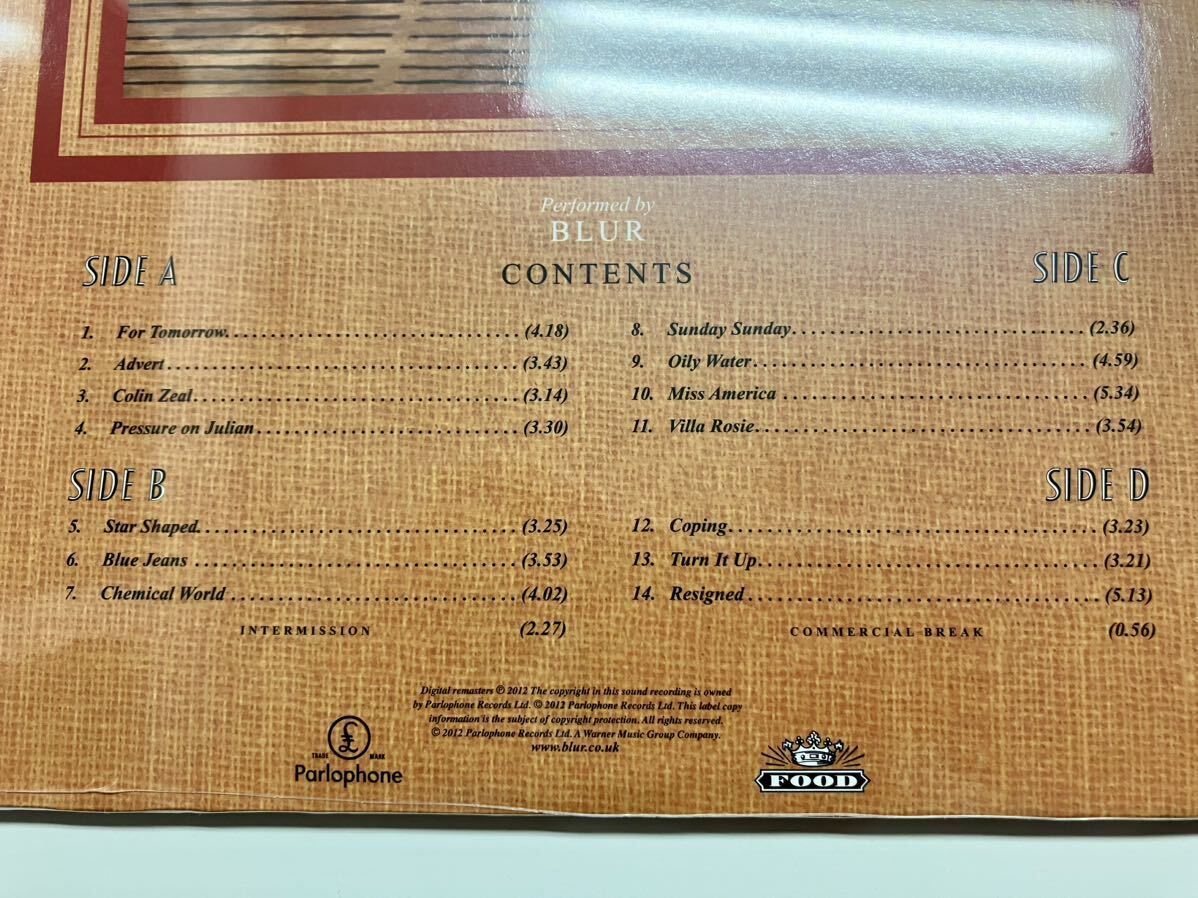 Performed by
BLUR
CONTENTS
SIDE A
1. For Tomorrow (4.18)
2. Advert (3.43)
3. Colin Zeal (3.14)
4. Pressure on Julian (3.30)
SIDE B
5. Star Shaped (3.25)
6. Blue Jeans (3.53)
7. Chemical World (4.02)
INTERMISSION (2.27)
SIDE C
8. Sunday Sunday (2.36)
9. Oily Water (4.59)
10. Miss America (5.34)
11. Villa Rosie (3.54)
SIDE D
12. Coping (3.23)
13. Turn It Up (3.21)
14. Resigned (5.13)
COMMERCIAL BREAK (0.56)
Digital remasters ℗ 2012 The copyright in this sound recording is owned
by Parlophone Records Ltd. © 2012 Parlophone Records Ltd. This label copy
information is the subject of copyright protection. All rights reserved.
© 2012 Parlophone Records Ltd. A Warner Music Group Company.
www.blur.co.uk
£
TRADE MARK
Parlophone
FOOD